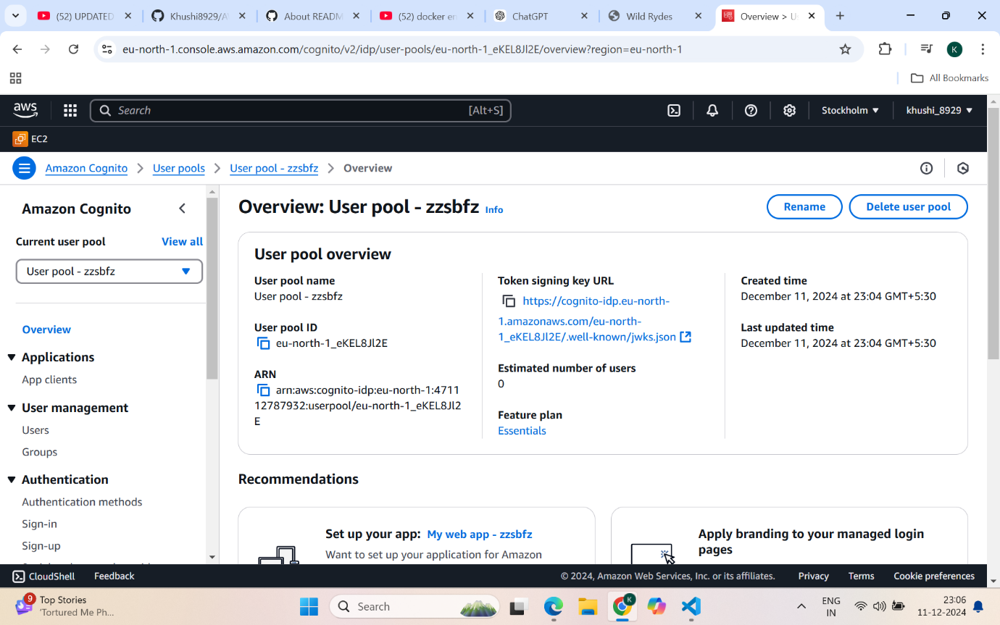 (52) UPDATED
Khushi8929/A
About READM
(52) docker en
ChatGPT
Wild Rydes
Overview > U
eu-north-1.console.aws.amazon.com/cognito/v2/idp/user-pools/eu-north-1_eKEL8Jl2E/overview?region=eu-north-1
K
All Bookmarks
aws
Search
[Alt+S]
Stockholm
khushi_8929
EC2
Amazon Cognito
User pools
User pool - zzsbfz
Overview
Amazon Cognito
Current user pool
View all
User pool - zzsbfz
Overview
Applications
App clients
User management
Users
Groups
Authentication
Authentication methods
Sign-in
Sign-up
Overview: User pool - zzsbfz Info
Rename
Delete user pool
User pool overview
User pool name
User pool - zzsbfz
User pool ID
eu-north-1_eKEL8Jl2E
ARN
arn:aws:cognito-idp:eu-north-1:4711
12787932:userpool/eu-north-1_eKEL8Jl2
E
Token signing key URL
https://cognito-idp.eu-north-
1.amazonaws.com/eu-north-
1_eKEL8Jl2E/.well-known/jwks.json
Estimated number of users
0
Feature plan
Essentials
Created time
December 11, 2024 at 23:04 GMT+5:30
Last updated time
December 11, 2024 at 23:04 GMT+5:30
Recommendations
Set up your app: My web app - zzsbfz
Want to set up your application for Amazon
Apply branding to your managed login
pages
CloudShell
Feedback
© 2024, Amazon Web Services, Inc. or its affiliates.
Privacy
Terms
Cookie preferences
9
Top Stories
'Tortured Me Ph...
Search
K
ENG
IN
23:06
11-12-2024